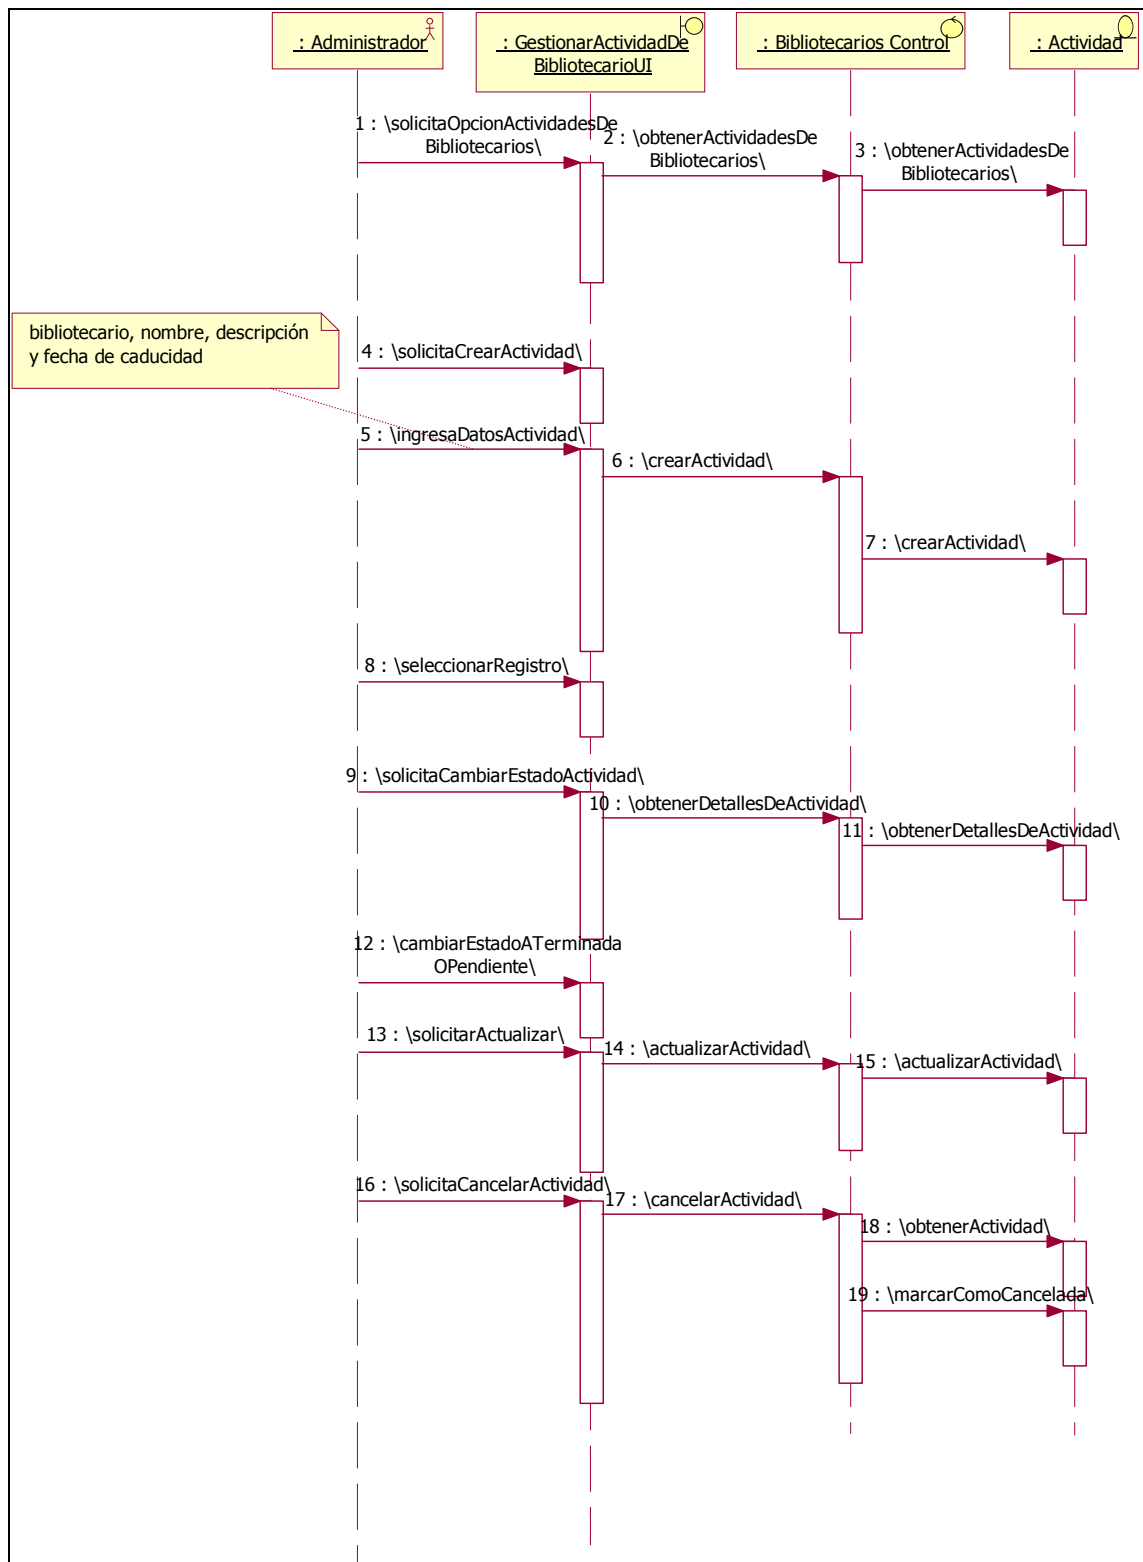 : Administrador
: GestionarActividadDe
BibliotecarioUI
: Bibliotecarios Control
: Actividad
1 : \solicitaOpcionActividadesDe
Bibliotecarios\
2 : \obtenerActividadesDe
Bibliotecarios\
3 : \obtenerActividadesDe
Bibliotecarios\
bibliotecario, nombre, descripción
y fecha de caducidad
4 : \solicitaCrearActividad\
5 : \ingresaDatosActividad\
6 : \crearActividad\
7 : \crearActividad\
8 : \seleccionarRegistro\
9 : \solicitaCambiarEstadoActividad\
10 : \obtenerDetallesDeActividad\
11 : \obtenerDetallesDeActividad\
12 : \cambiarEstadoATerminada
OPendiente\
13 : \solicitarActualizar\
14 : \actualizarActividad\
15 : \actualizarActividad\
16 : \solicitaCancelarActividad\
17 : \cancelarActividad\
18 : \obtenerActividad\
19 : \marcarComoCancelada\